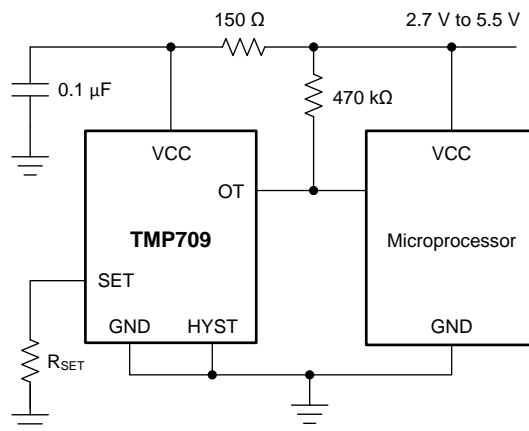 150 Ω
2.7 V to 5.5 V
0.1 µF
470 kΩ
VCC
VCC
OT
TMP709
Microprocessor
SET
GND
HYST
GND
RSET